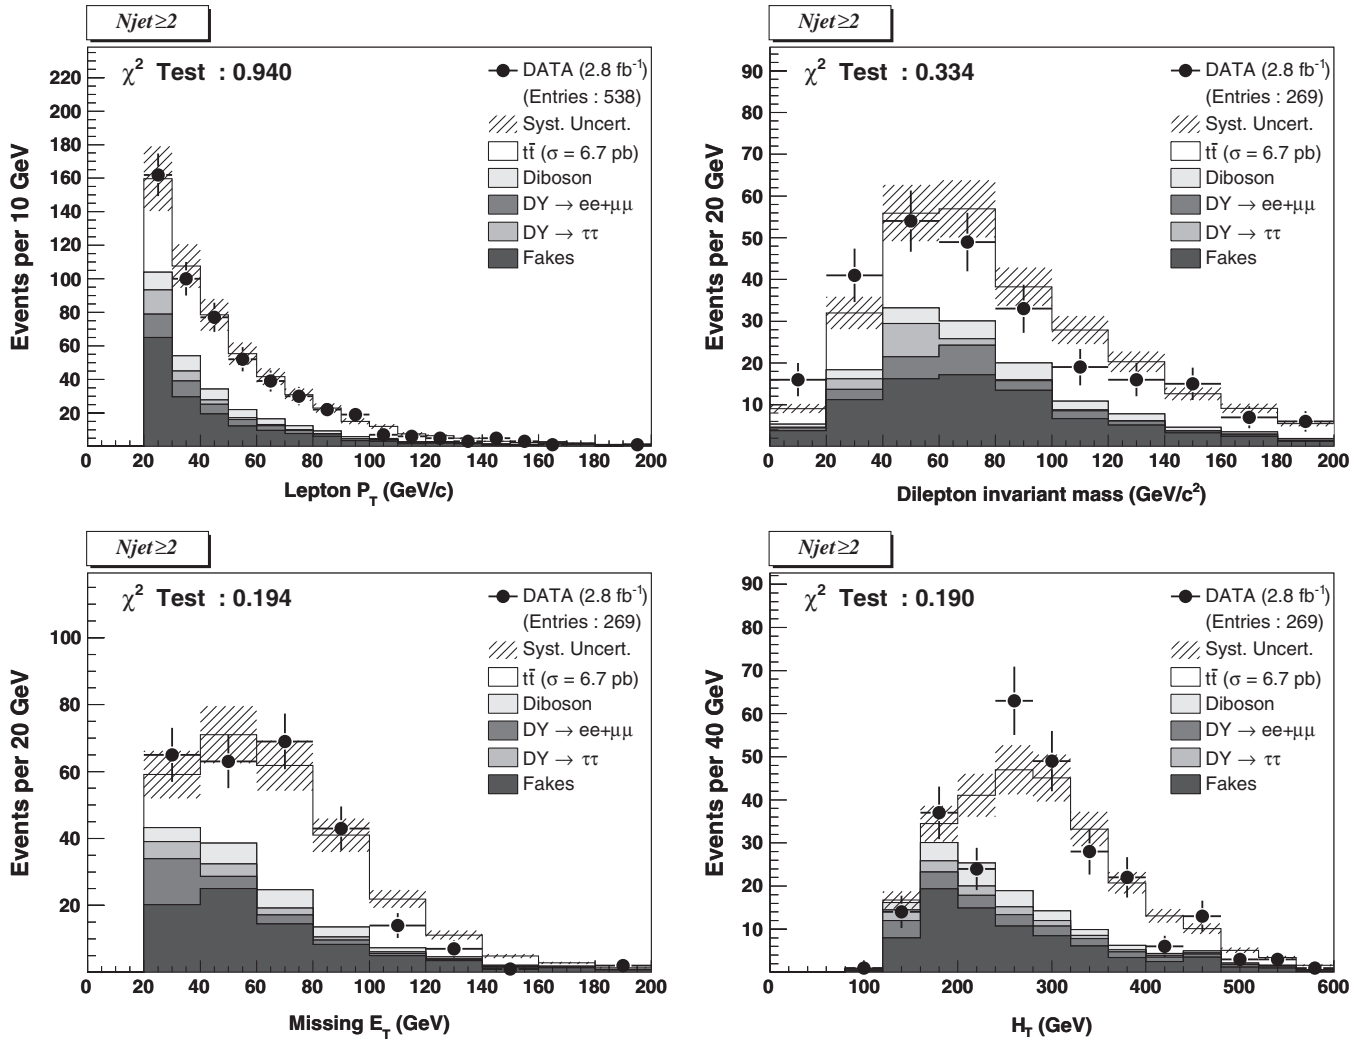 Njet≥2
χ² Test : 0.940
DATA (2.8 fb⁻¹)
(Entries : 538)
Syst. Uncert.
tt̄ (σ = 6.7 pb)
Diboson
DY → ee+μμ
DY → ττ
Fakes
Events per 10 GeV
220
200
180
160
140
120
100
80
60
40
20
0 20 40 60 80 100 120 140 160 180 200
Lepton P_T (GeV/c)
Njet≥2
χ² Test : 0.334
DATA (2.8 fb⁻¹)
(Entries : 269)
Syst. Uncert.
tt̄ (σ = 6.7 pb)
Diboson
DY → ee+μμ
DY → ττ
Fakes
Events per 20 GeV
90
80
70
60
50
40
30
20
10
0 20 40 60 80 100 120 140 160 180 200
Dilepton invariant mass (GeV/c²)
Njet≥2
χ² Test : 0.194
DATA (2.8 fb⁻¹)
(Entries : 269)
Syst. Uncert.
tt̄ (σ = 6.7 pb)
Diboson
DY → ee+μμ
DY → ττ
Fakes
Events per 20 GeV
100
80
60
40
20
0 20 40 60 80 100 120 140 160 180 200
Missing E_T (GeV)
Njet≥2
χ² Test : 0.190
DATA (2.8 fb⁻¹)
(Entries : 269)
Syst. Uncert.
tt̄ (σ = 6.7 pb)
Diboson
DY → ee+μμ
DY → ττ
Fakes
Events per 40 GeV
90
80
70
60
50
40
30
20
10
0 100 200 300 400 500 600
H_T (GeV)